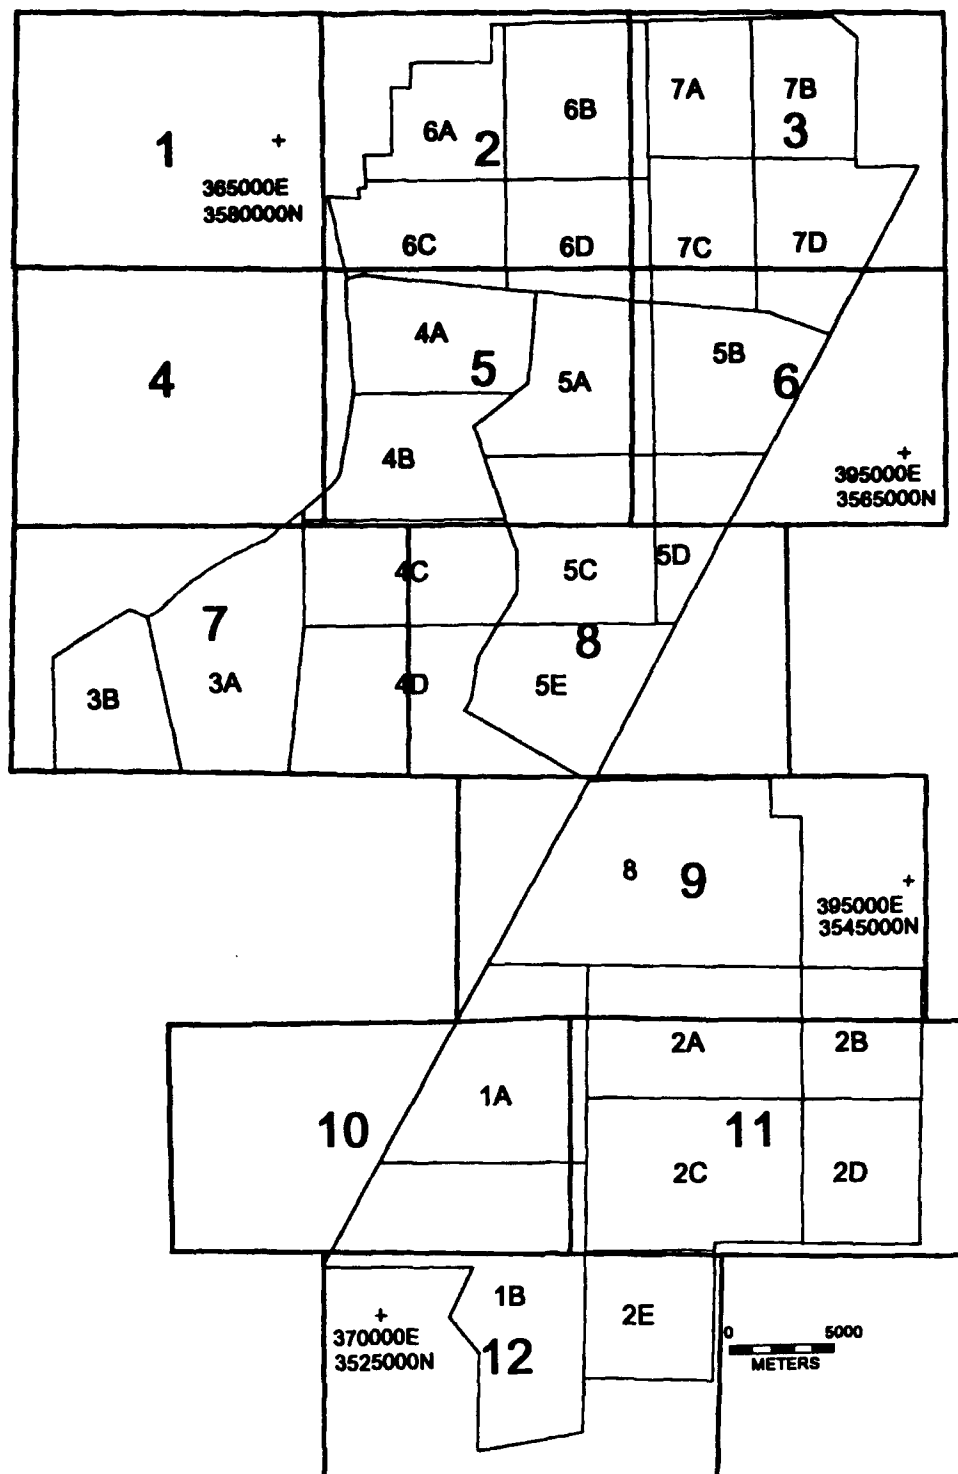 7A
7B
6B
6A
2
3
1
+
365000E
3580000N
6C
6D
7C
7D
4A
5B
5
5A
6
4
4B
+
395000E
3565000N
4C
5C
5D
7
8
3B
3A
4D
5E
8
9
+
395000E
3545000N
2A
2B
1A
10
11
2C
2D
1B
2E
+
370000E
3525000N
12
0 5000
METERS